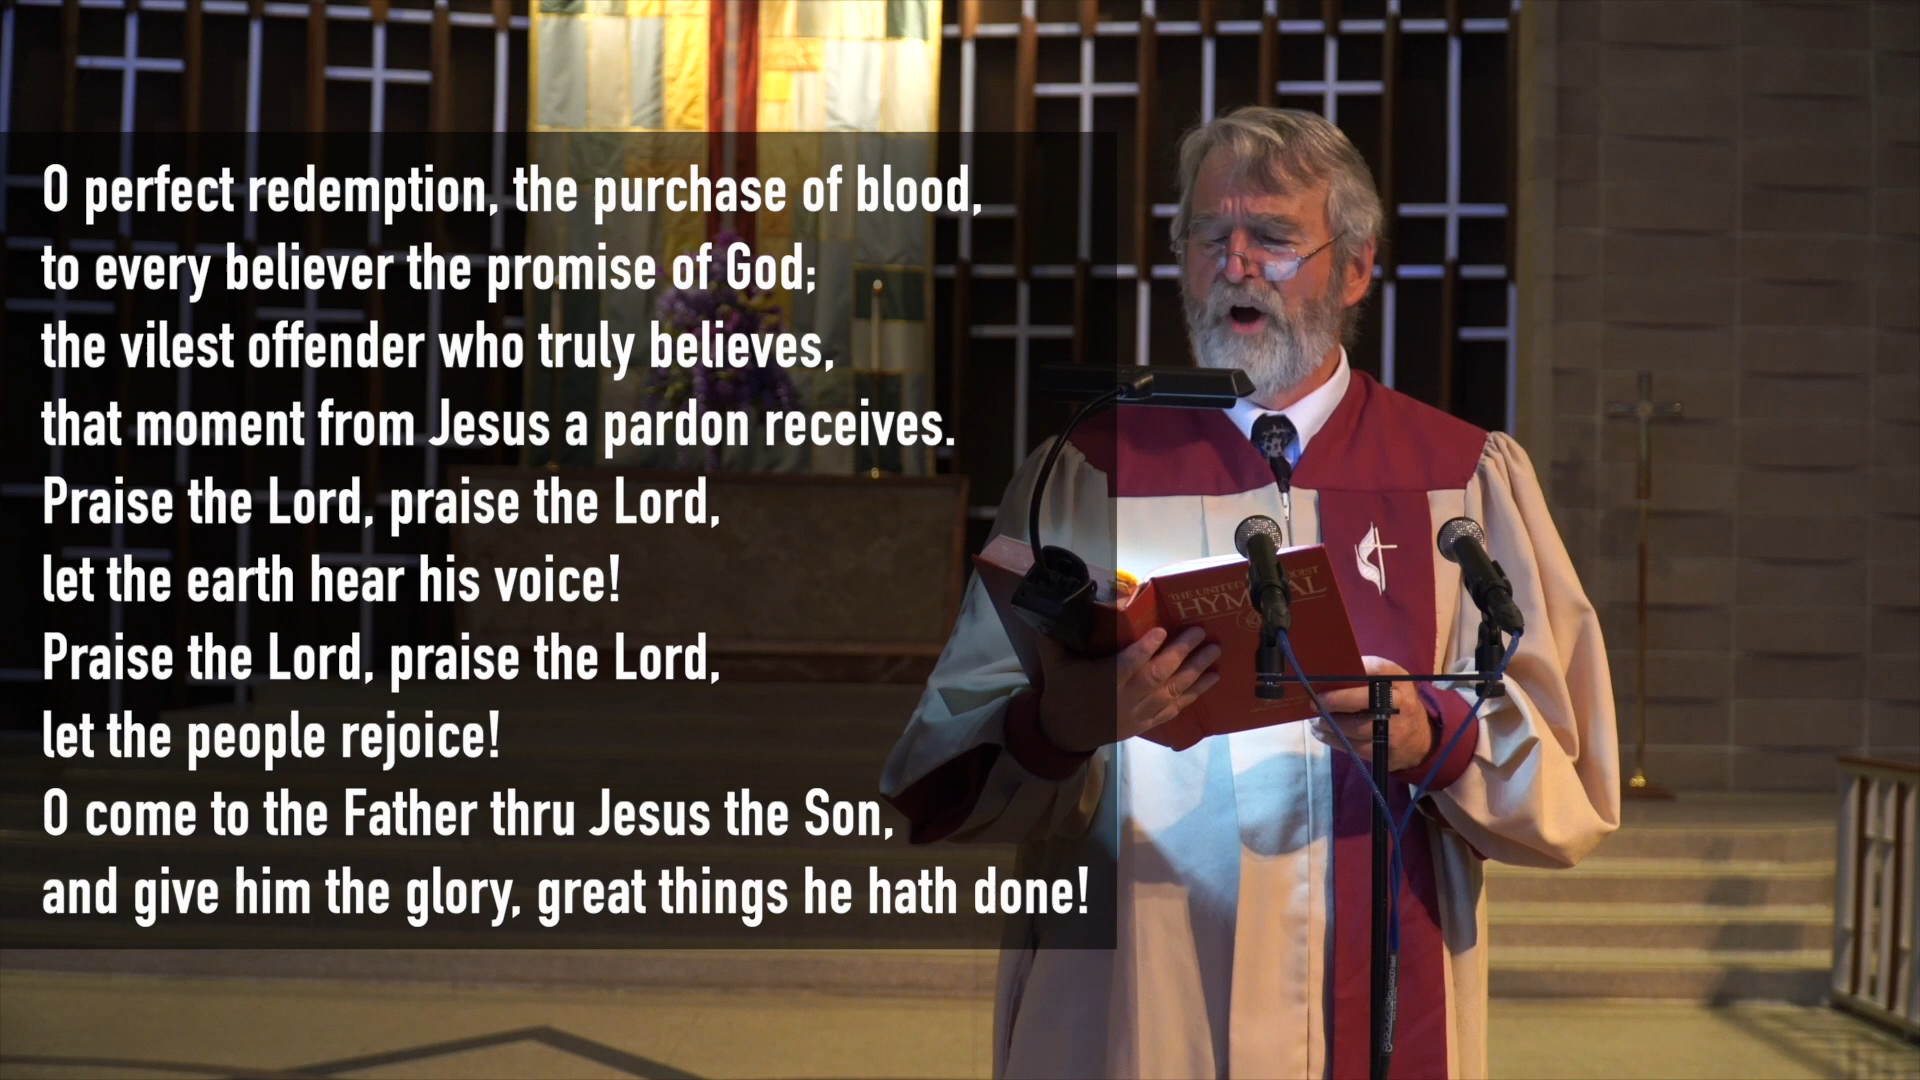 O perfect redemption, the purchase of blood,
to every believer the promise of God;
the vilest offender who truly believes,
that moment from Jesus a pardon receives.
Praise the Lord, praise the Lord,
let the earth hear his voice!
Praise the Lord, praise the Lord,
let the people rejoice!
O come to the Father thru Jesus the Son,
and give him the glory, great things he hath done!
THE UNITED
HYMNAL